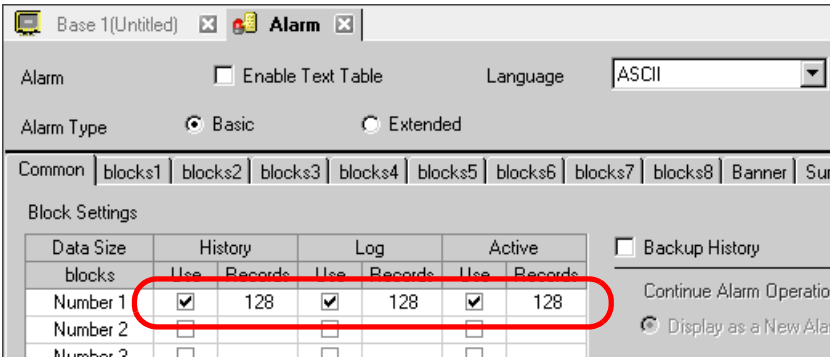 Base 1(Untitled) Alarm
Alarm Enable Text Table Language ASCII
Alarm Type Basic Extended
Common blocks1 blocks2 blocks3 blocks4 blocks5 blocks6 blocks7 blocks8 Banner
Block Settings
Data Size History Log Active Backup History
blocks Use Records Use Records Use Records
Continue Alarm
Number 1 128 128 128
Display as a New
Number 2
Number 3